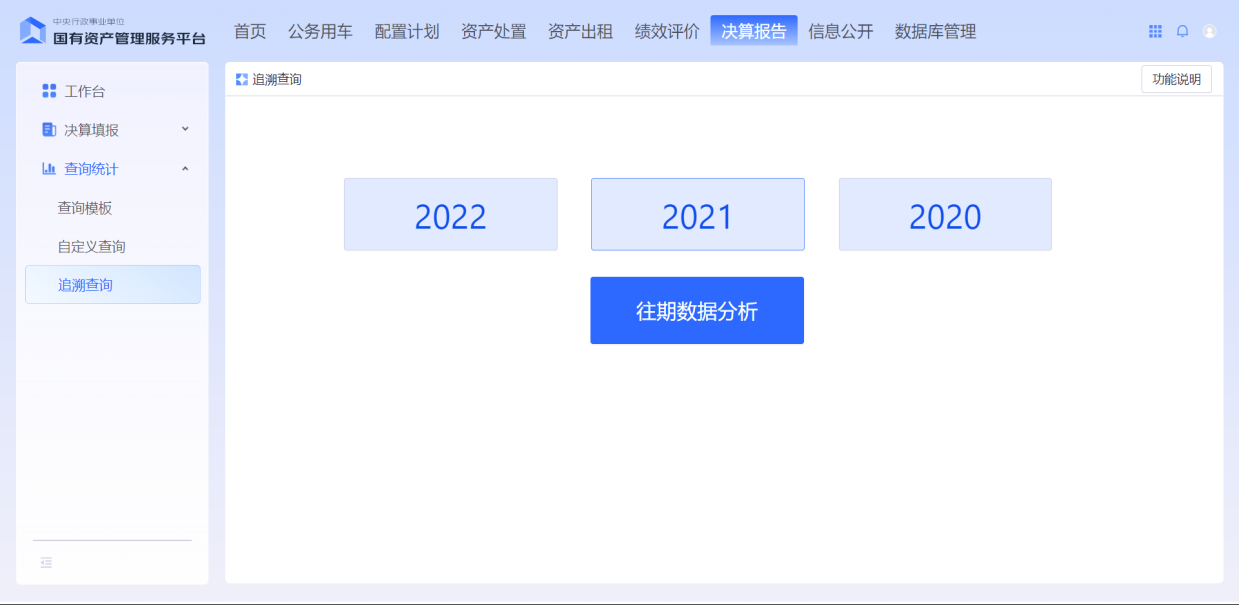 中央行政事业单位
国有资产管理服务平台
首页 公务用车 配置计划 资产处置 资产出租 绩效评价 决算报告 信息公开 数据库管理
工作台
决算填报
查询统计
查询模板
自定义查询
追溯查询
追溯查询 功能说明
2022 2021 2020
往期数据分析